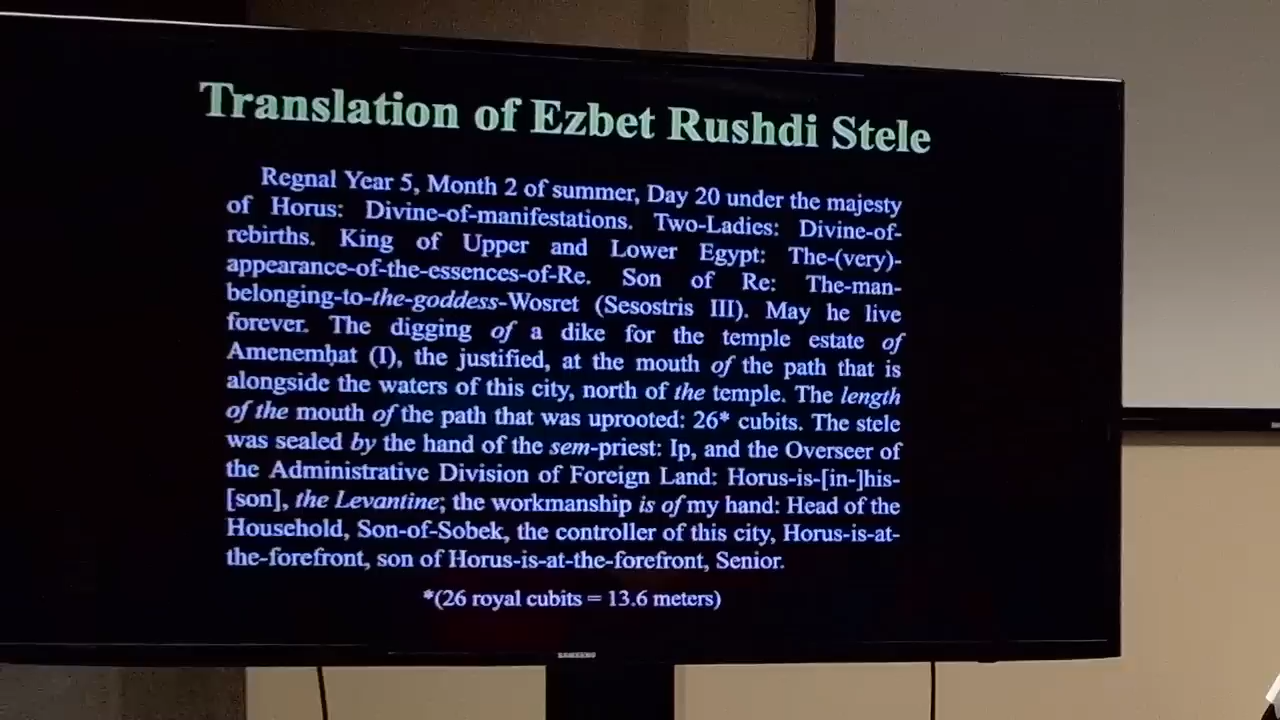 Translation of Ezbet Rushdi Stele
Regnal Year 5, Month 2 of summer, Day 20 under the majesty
of Horus: Divine-of-manifestations. Two-Ladies: Divine-of-
rebirths. King of Upper and Lower Egypt: The-(very)-
appearance-of-the-essences-of-Re. Son of Re: The-man-
belonging-to-the-goddess-Wosret (Sesostris III). May he live
forever. The digging of a dike for the temple estate of
Amenemḥat (I), the justified, at the mouth of the path that is
alongside the waters of this city, north of the temple. The length
of the mouth of the path that was uprooted: 26* cubits. The stele
was sealed by the hand of the sem-priest: Ip, and the Overseer of
the Administrative Division of Foreign Land: Horus-is-[in-]his-
[son], the Levantine; the workmanship is of my hand: Head of the
Household, Son-of-Sobek, the controller of this city, Horus-is-at-
the-forefront, son of Horus-is-at-the-forefront, Senior.
*(26 royal cubits = 13.6 meters)
SAMSUNG